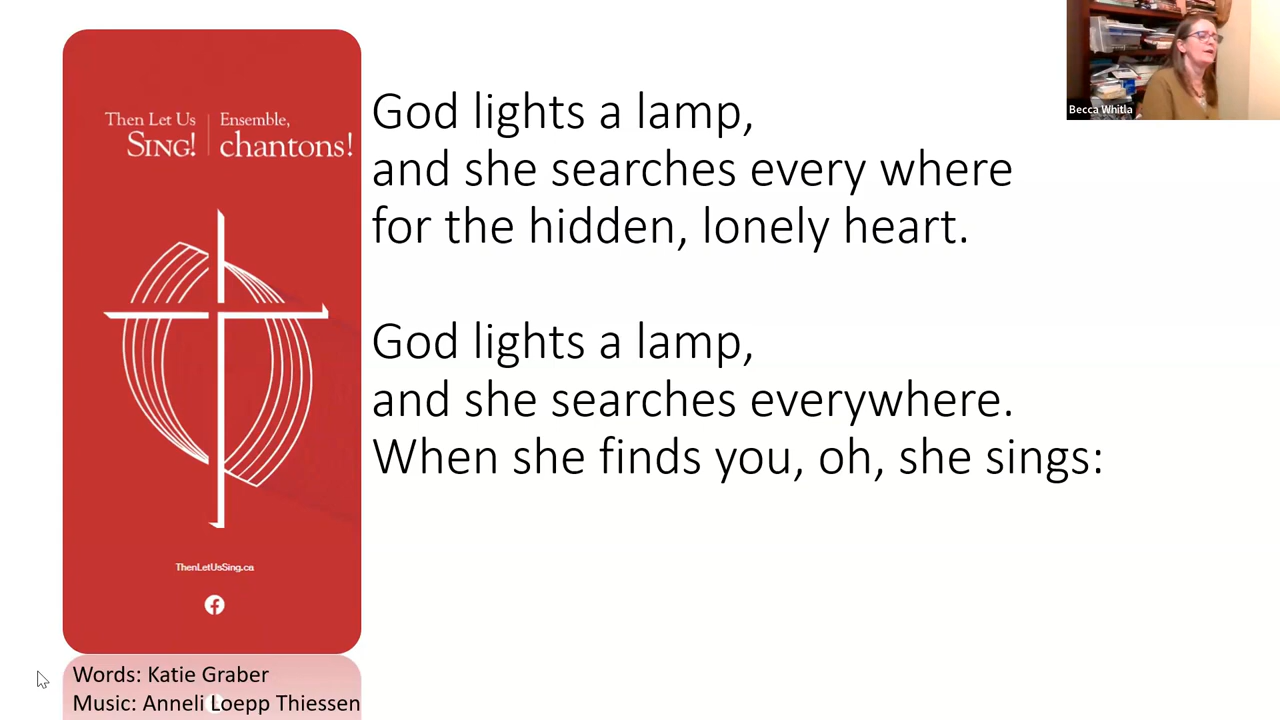 Then Let Us
SING!
Ensemble,
chantons!
ThenLetUsSing.ca
Words: Katie Graber
Music: Anneli Loepp Thiessen
God lights a lamp,
and she searches every where
for the hidden, lonely heart.
God lights a lamp,
and she searches everywhere.
When she finds you, oh, she sings:
Becca Whitla